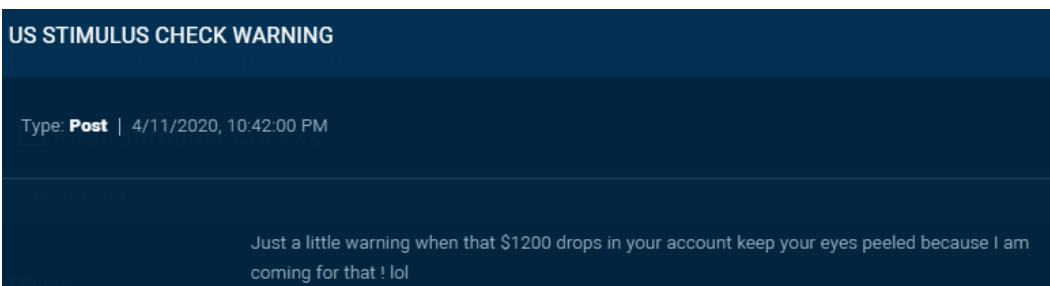 US STIMULUS CHECK WARNING
Type: Post | 4/11/2020, 10:42:00 PM
Just a little warning when that $1200 drops in your account keep your eyes peeled because I am
coming for that ! lol